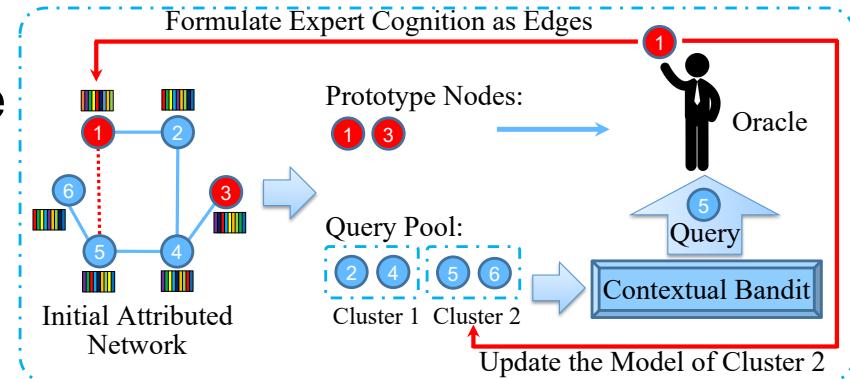 Formulate Expert Cognition as Edges
1
e
Prototype Nodes:
1 2
1 3
Oracle
6
3
5
Query Pool:
Query
5 4
2 4 5 6
Contextual Bandit
Initial Attributed
Network
Cluster 1 Cluster 2
Update the Model of Cluster 2